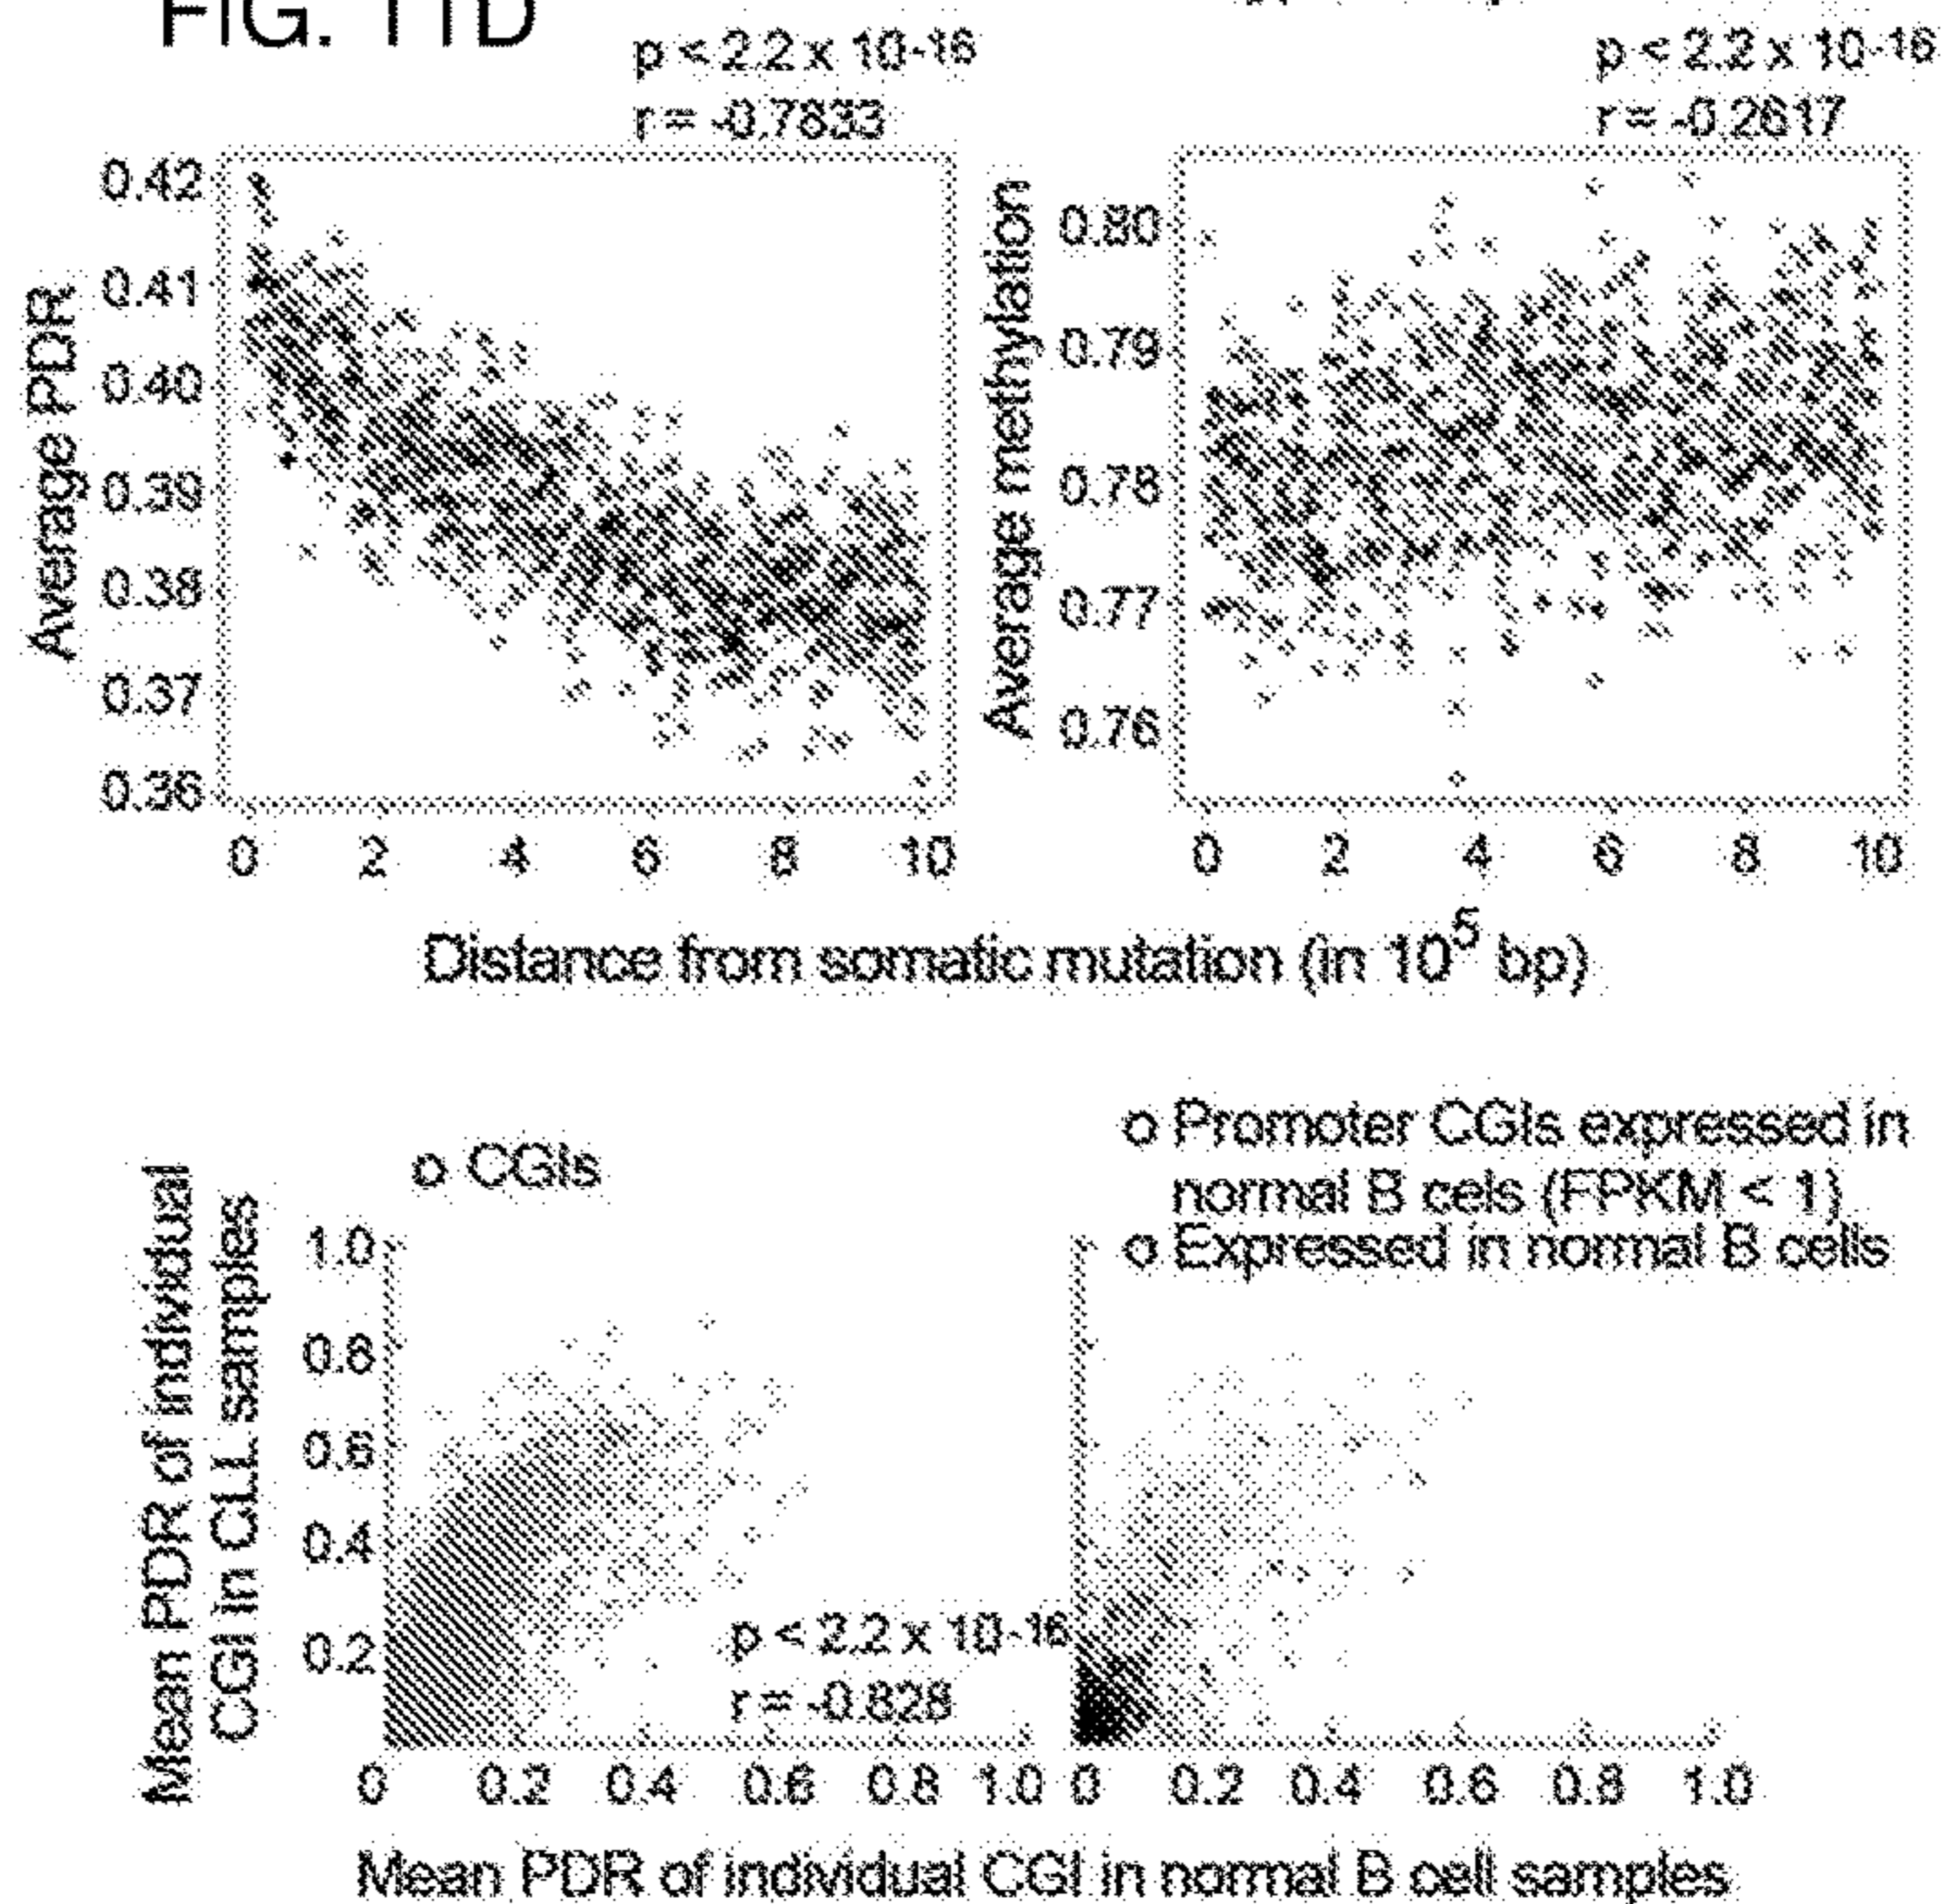 FIG. 11D
p < 2.2 x 10-16
r = -0.7833
p < 2.2 x 10-16
r = -0.2617
Average PDR
0.42
0.41
0.40
0.39
0.38
0.37
0.36
0 2 4 6 8 10
Average methylation
0.80
0.79
0.78
0.77
0.76
0 2 4 6 8 10
Distance from somatic mutation (in 10^5 bp)
Mean PDR of individual
CGI in CLL samples
o CGIs
1.0
0.8
0.6
0.4
0.2
p < 2.2 x 10-16
r = -0.828
0 0.2 0.4 0.6 0.8 1.0
o Promoter CGIs expressed in
normal B cels (FPKM < 1)
o Expressed in normal B cells
0 0.2 0.4 0.6 0.8 1.0
Mean PDR of individual CGI in normal B cell samples